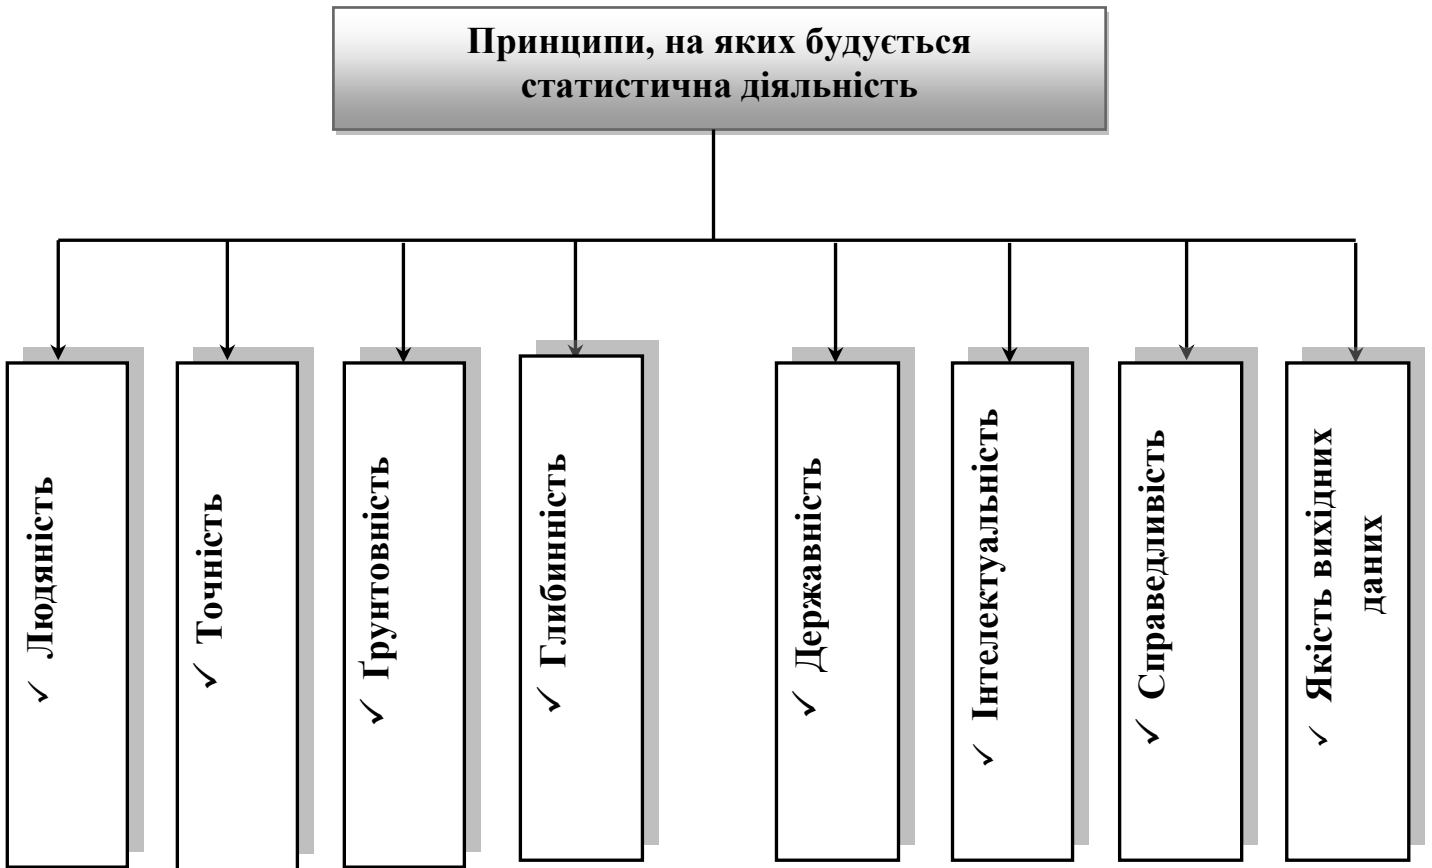 Принципи, на яких будується
статистична діяльність
✓ Людяність
✓ Точність
✓ Ґрунтовність
✓ Глибинність
✓ Державність
✓ Інтелектуальність
✓ Справедливість
✓ Якість вихідних
даних